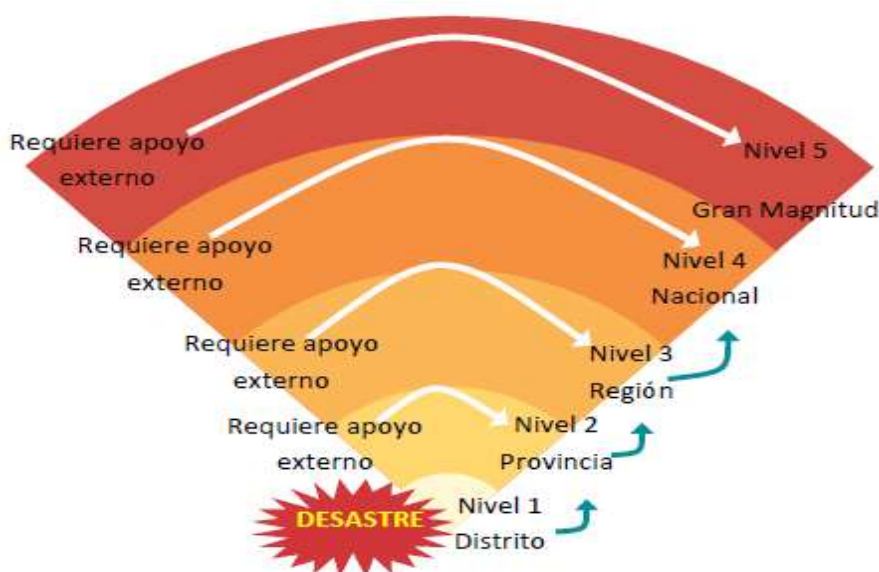 Requiere apoyo
externo
Nivel 5
Gran Magnitud
Requiere apoyo
externo
Nivel 4
Nacional
Requiere apoyo
externo
Nivel 3
Región
Requiere apoyo
externo
Nivel 2
Provincia
DESASTRE
Nivel 1
Distrito